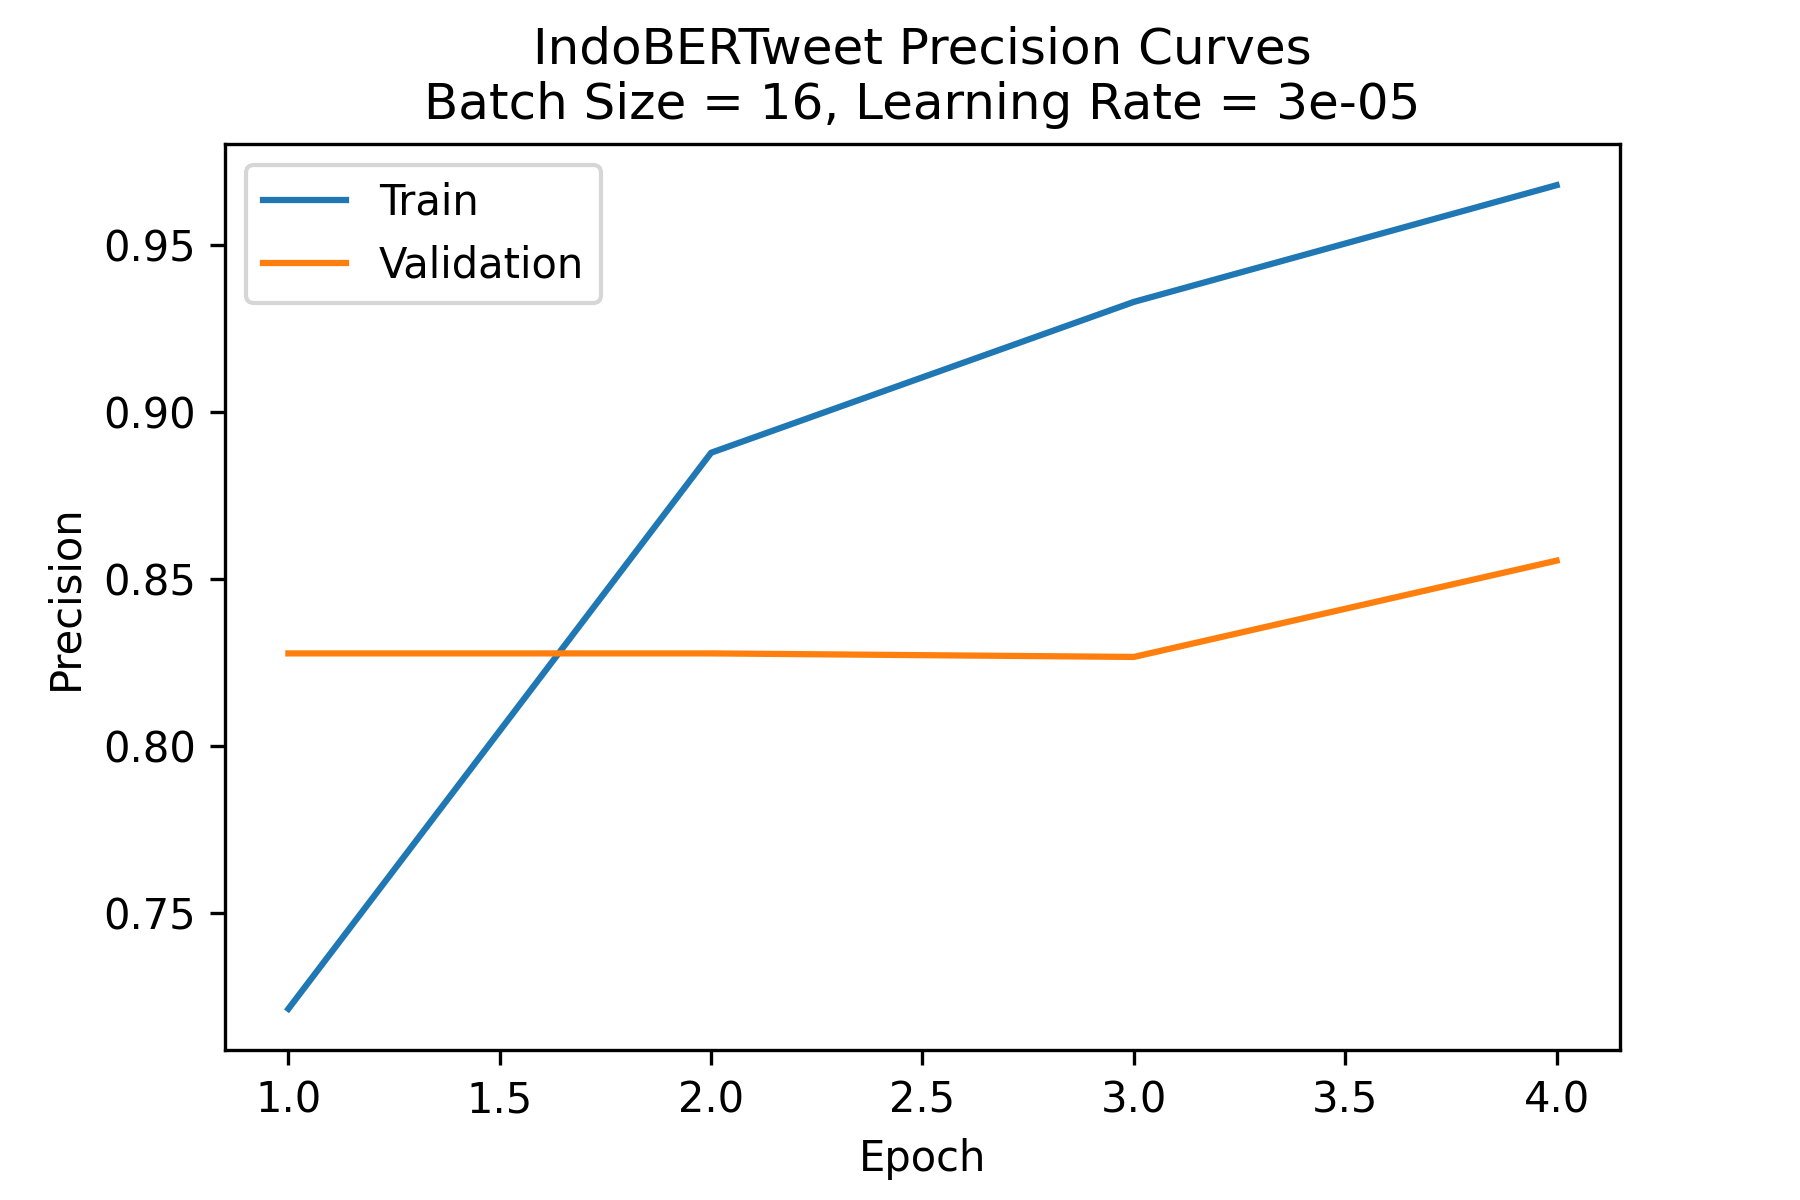 IndoBERTweet Precision Curves
Batch Size = 16, Learning Rate = 3e-05
Train
Validation
0.95
0.90
0.85
0.80
0.75
Precision
1.0 1.5 2.0 2.5 3.0 3.5 4.0
Epoch